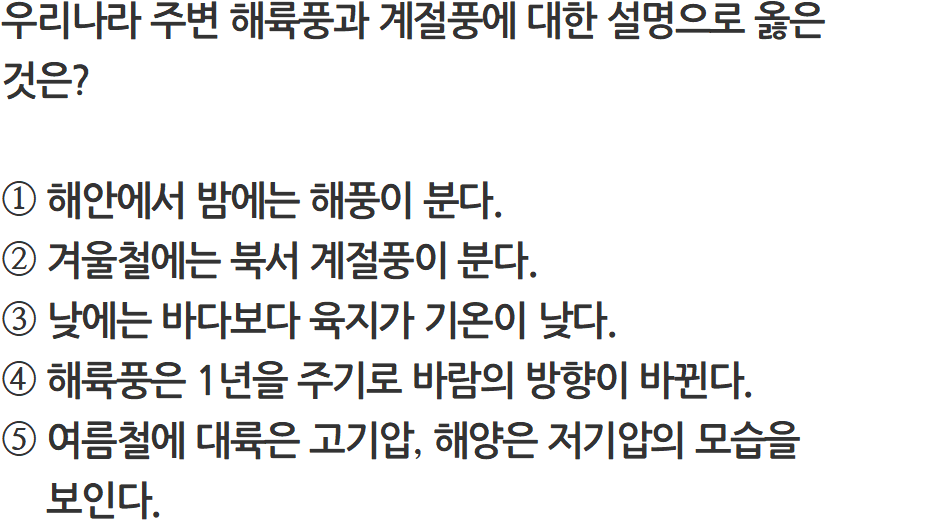 우리나라 주변 해륙풍과 계절풍에 대한 설명으로 옳은
것은?
① 해안에서 밤에는 해풍이 분다.
② 겨울철에는 북서 계절풍이 분다.
③ 낮에는 바다보다 육지가 기온이 낮다.
④ 해륙풍은 1년을 주기로 바람의 방향이 바뀐다.
⑤ 여름철에 대륙은 고기압, 해양은 저기압의 모습을
보인다.